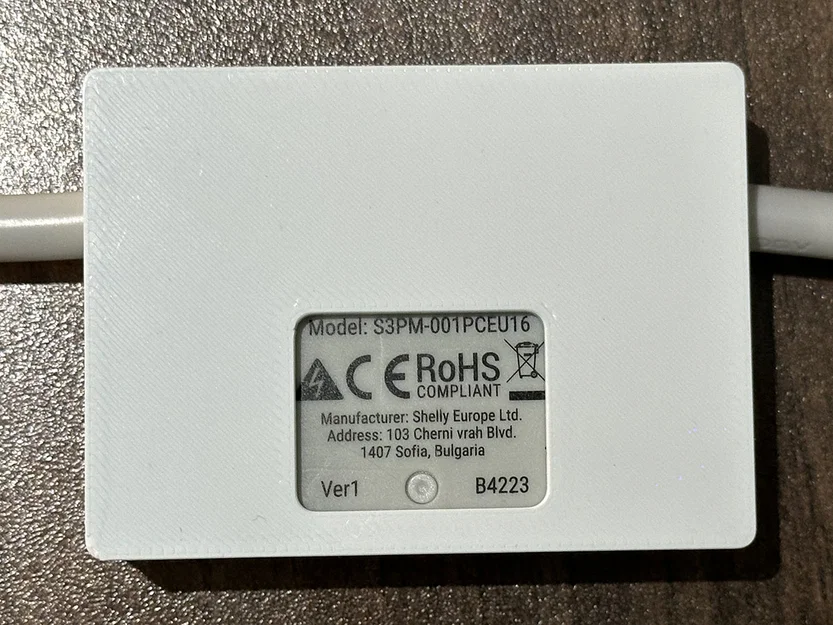 Model: S3PM-001PCEU16
CE RoHS
COMPLIANT
Manufacturer: Shelly Europe Ltd.
Address: 103 Cherni vrah Blvd.
1407 Sofia, Bulgaria
Ver1 B4223